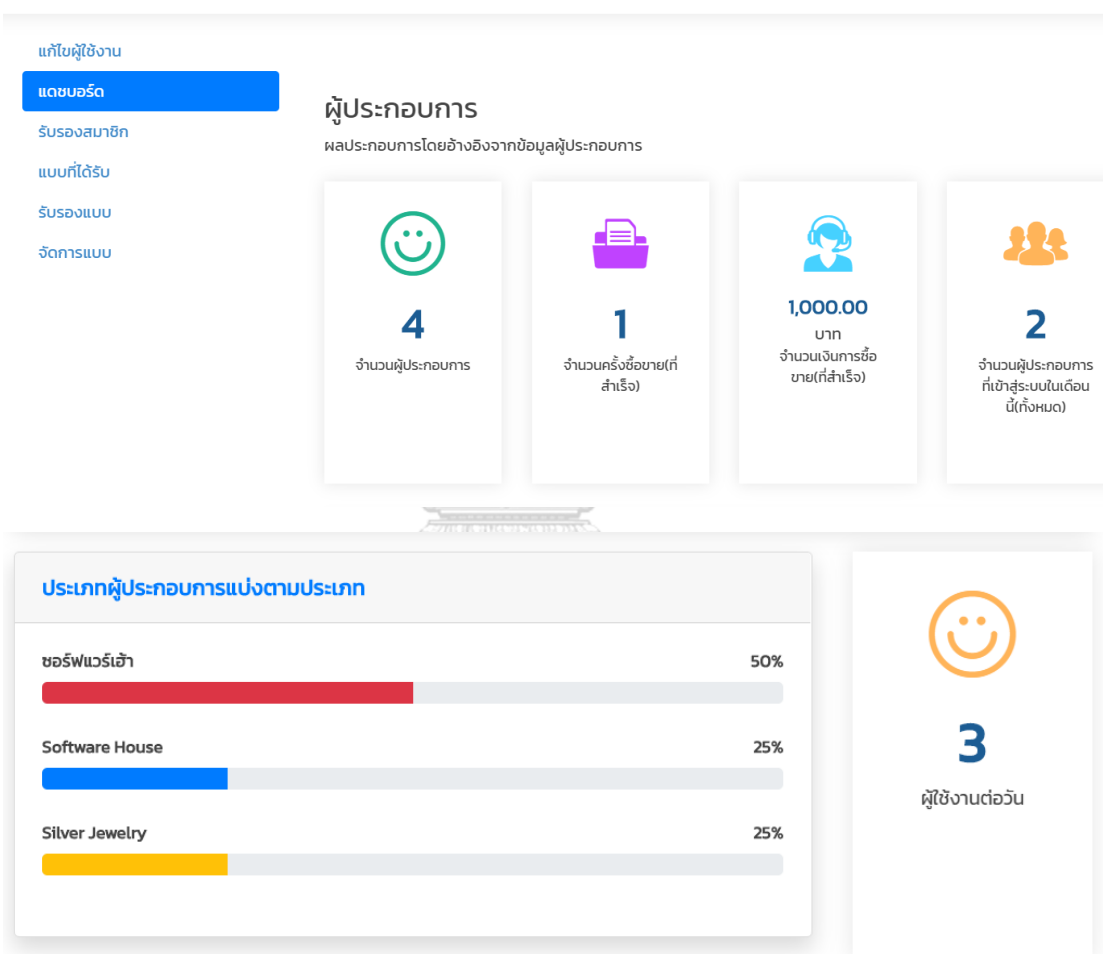 แก้ไขผู้ใช้งาน
แดชบอร์ด
รับรองสมาชิก
แบบที่ได้รับ
รับรองแบบ
จัดการแบบ
ผู้ประกอบการ
ผลประกอบการโดยอ้างอิงจากข้อมูลผู้ประกอบการ
4
จำนวนผู้ประกอบการ
1
จำนวนครั้งซื้อขาย(ที่
สำเร็จ)
1,000.00
บาท
จำนวนเงินการซื้อ
ขาย(ที่สำเร็จ)
2
จำนวนผู้ประกอบการ
ที่เข้าสู่ระบบในเดือน
นี้(ทั้งหมด)
ประเภทผู้ประกอบการแบ่งตามประเภท
ซอร์ฟแวร์เฮ้า 50%
Software House 25%
Silver Jewelry 25%
3
ผู้ใช้งานต่อวัน